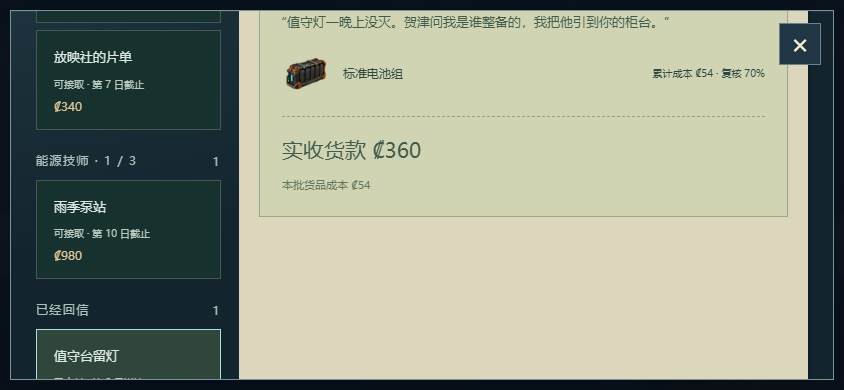 放映社的片单
可接取 · 第 7 日截止
₡340
能源技师 · 1 / 3
1
雨季泵站
可接取 · 第 10 日截止
₡980
已经回信
1
值守台留灯
“值守灯一晚上没灭。贺津问我是谁整备的，我把他引到你的柜台。”
标准电池组
累计成本 ₡54 · 复核 70%
实收货款 ₡360
本批货品成本 ₡54
×